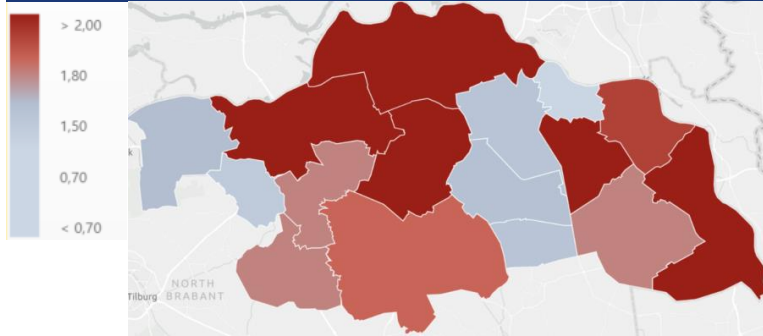 > 2,00
1,80
1,50
0,70
< 0,70
k
NORTH
BRABANT
Tilburg